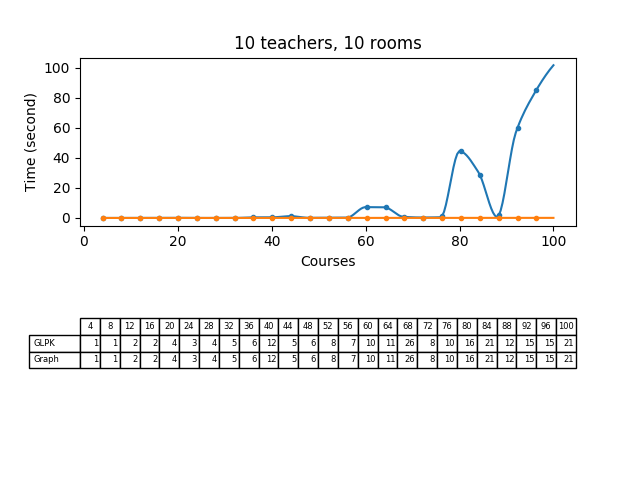 10 teachers, 10 rooms
100
80
60
40
20
0
Time (second)
0 20 40 60 80 100
Courses
4 8 12 16 20 24 28 32 36 40 44 48 52 56 60 64 68 72 76 80 84 88 92 96 100
GLPK 1 1 2 2 4 3 4 5 6 12 5 6 8 7 10 11 26 8 10 16 21 12 15 15 21
Graph 1 1 2 2 4 3 4 5 6 12 5 6 8 7 10 11 26 8 10 16 21 12 15 15 21